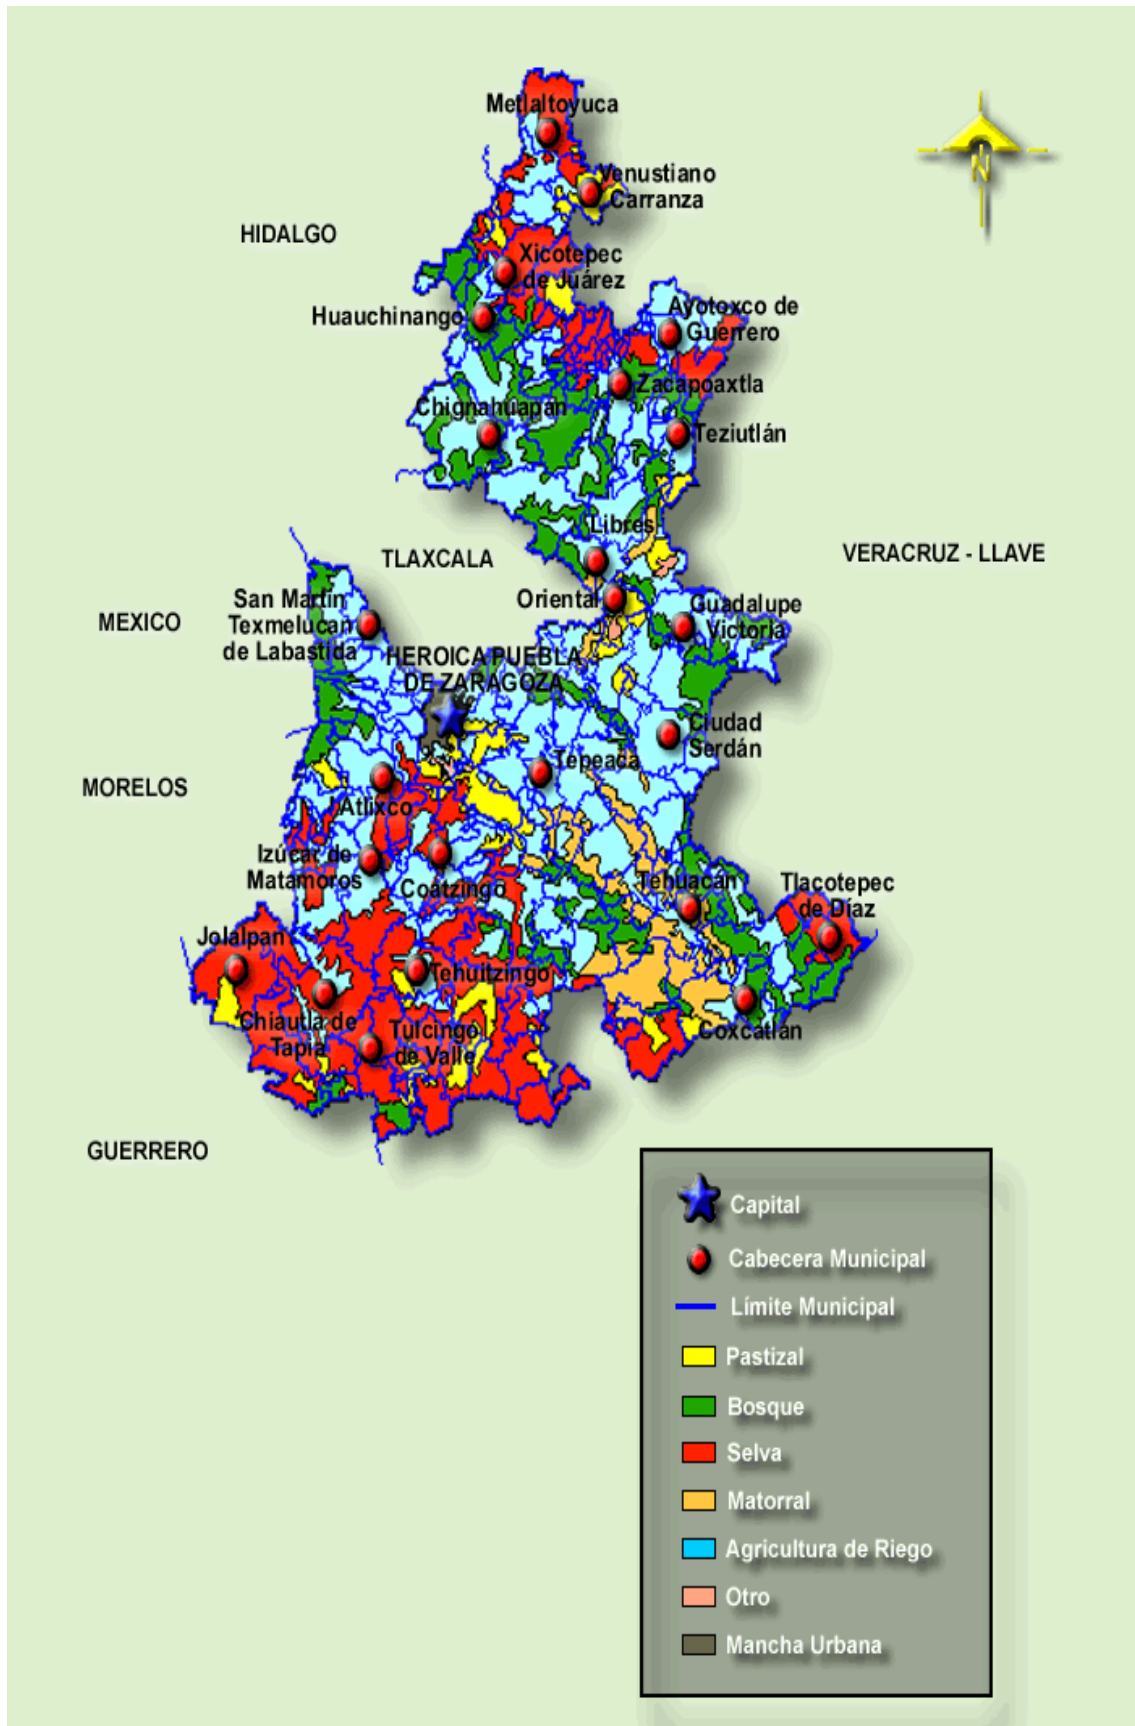 Metlaltoyuca
Venustiano
Carranza
HIDALGO
Xicotepec
de Juárez
Huauchinango
Ayotoxco de
Guerrero
Zacapoaxtla
Chignahuapan
Teziutlán
Libres
TLAXCALA
VERACRUZ - LLAVE
MEXICO
San Martín
Texmelucan
de Labastida
Oriental
Guadalupe
Victoria
HEROICA PUEBLA
DE ZARAGOZA
Ciudad
Serdán
Tepeaca
MORELOS
Atlixco
Izúcar de
Matamoros
Coatzingo
Tehuacán
Tlacotepec
de Díaz
Jolalpan
Tehuitzingo
Chiautla de
Tapia
Tulcingo
de Valle
Coxcatlán
GUERRERO
N
Capital
Cabecera Municipal
Límite Municipal
Pastizal
Bosque
Selva
Matorral
Agricultura de Riego
Otro
Mancha Urbana